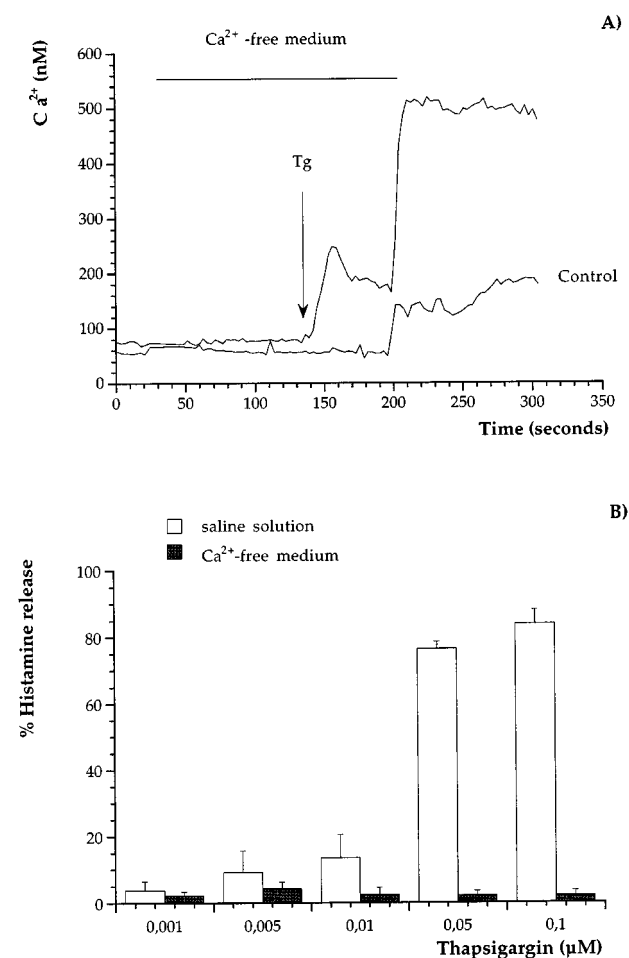 A)
Ca²⁺ -free medium
Ca²⁺ (nM)
600
500
400
300
200
100
0
Tg
Control
0 50 100 150 200 250 300 350
Time (seconds)
B)
saline solution
Ca²⁺-free medium
% Histamine release
100
80
60
40
20
0
0,001 0,005 0,01 0,05 0,1
Thapsigargin (µM)